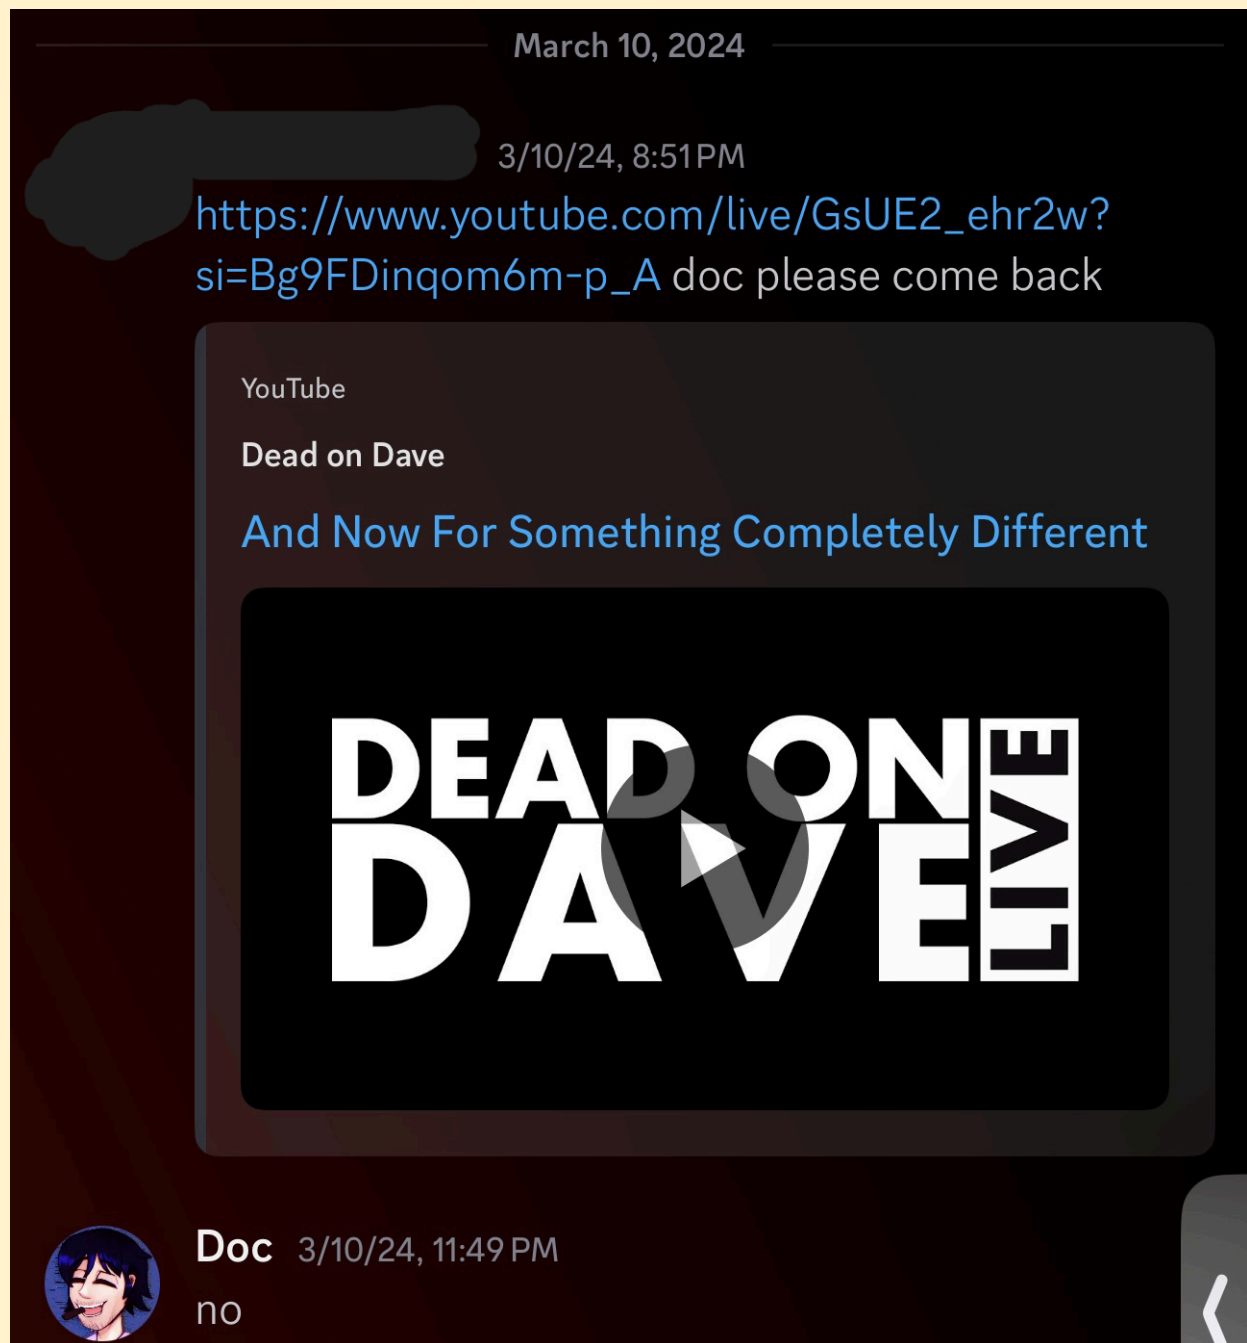 March 10, 2024
3/10/24, 8:51 PM
https://www.youtube.com/live/GsUE2_ehr2w?
si=Bg9FDinqom6m-p_A doc please come back
YouTube
Dead on Dave
And Now For Something Completely Different
DEAD ON
DAVE
LIVE
Doc 3/10/24, 11:49 PM
no